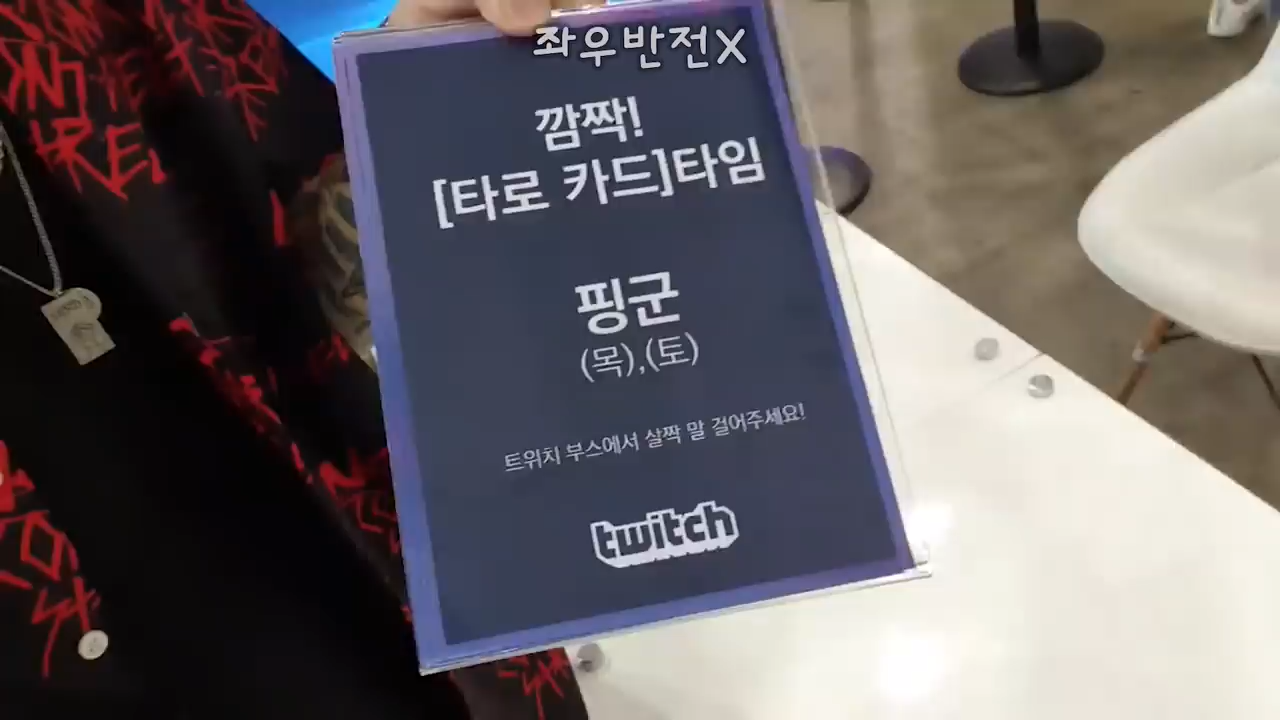 좌우반전X
깜짝!
[타로 카드]타임
핑군
(목),(토)
트위치 부스에서 살짝 말 걸어주세요!
twitch